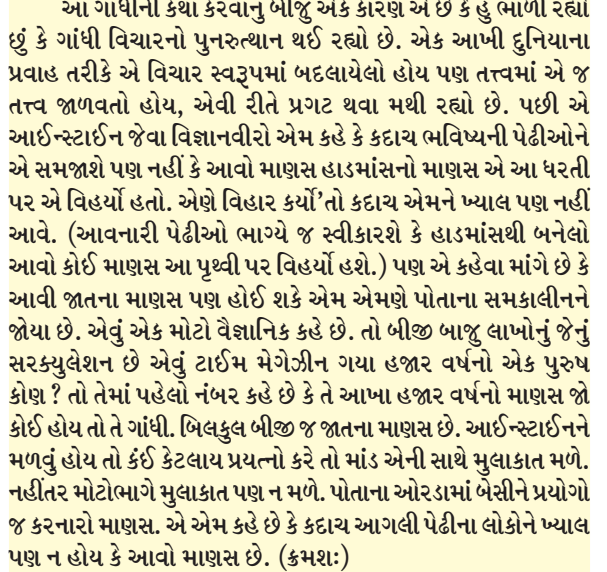 આ ગાંધીની કથા કરવાનું બીજું એક કારણ એ છે કે હું ભાળી રહ્યો
છું કે ગાંધી વિચારનો પુનરુત્થાન થઈ રહ્યો છે. એક આખી દુનિયાના
પ્રવાહ તરીકે એ વિચાર સ્વરૂપમાં બદલાયેલો હોય પણ તત્ત્વમાં એ જ
તત્ત્વ જાળવતો હોય, એવી રીતે પ્રગટ થવા મથી રહ્યો છે. પછી એ
આઈન્સ્ટાઈન જેવા વિજ્ઞાનવીરો એમ કહે કે કદાચ ભવિષ્યની પેઢીઓને
એ સમજાશે પણ નહીં કે આવો માણસ હાડમાંસનો માણસ એ આ ધરતી
પર એ વિહર્યો હતો. એણે વિહાર કર્યો'તો કદાચ એમને ખ્યાલ પણ નહીં
આવે. (આવનારી પેઢીઓ ભાગ્યે જ સ્વીકારશે કે હાડમાંસથી બનેલો
આવો કોઈ માણસ આ પૃથ્વી પર વિહર્યો હશે.) પણ એ કહેવા માંગે છે કે
આવી જાતના માણસ પણ હોઈ શકે એમ એમણે પોતાના સમકાલીનને
જોયા છે. એવું એક મોટો વૈજ્ઞાનિક કહે છે. તો બીજી બાજુ લાખોનું જેનું
સરક્યુલેશન છે એવું ટાઈમ મેગેઝીન ગયા હજાર વર્ષનો એક પુરુષ
કોણ ? તો તેમાં પહેલો નંબર કહે છે કે તે આખા હજાર વર્ષનો માણસ જો
કોઈ હોય તો તે ગાંધી. બિલકુલ બીજી જ જાતના માણસ છે. આઈન્સ્ટાઈનને
મળવું હોય તો કંઈ કેટલાય પ્રયત્નો કરે તો માંડ એની સાથે મુલાકાત મળે.
નહીંતર મોટોભાગે મુલાકાત પણ ન મળે. પોતાના ઓરડામાં બેસીને પ્રયોગો
જ કરનારો માણસ. એ એમ કહે છે કે કદાચ આગલી પેઢીના લોકોને ખ્યાલ
પણ ન હોય કે આવો માણસ છે. (ક્રમશઃ)